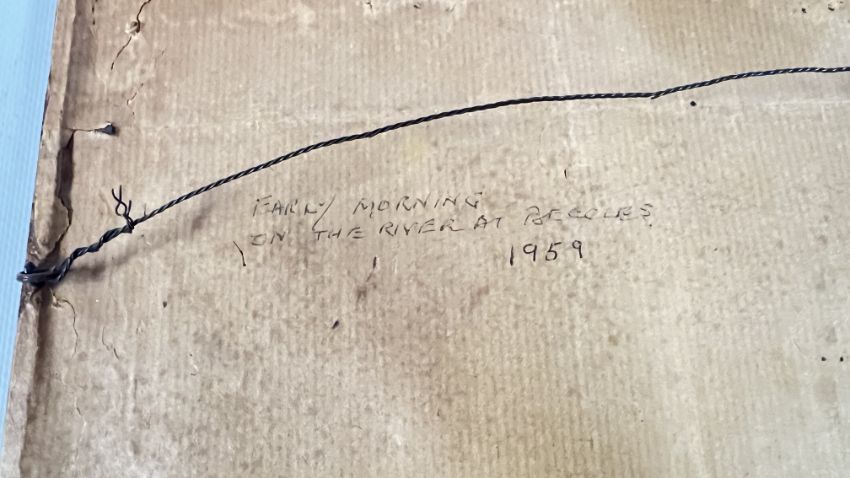 EARLY MORNING
ON THE RIVER AT BECCLES
1959